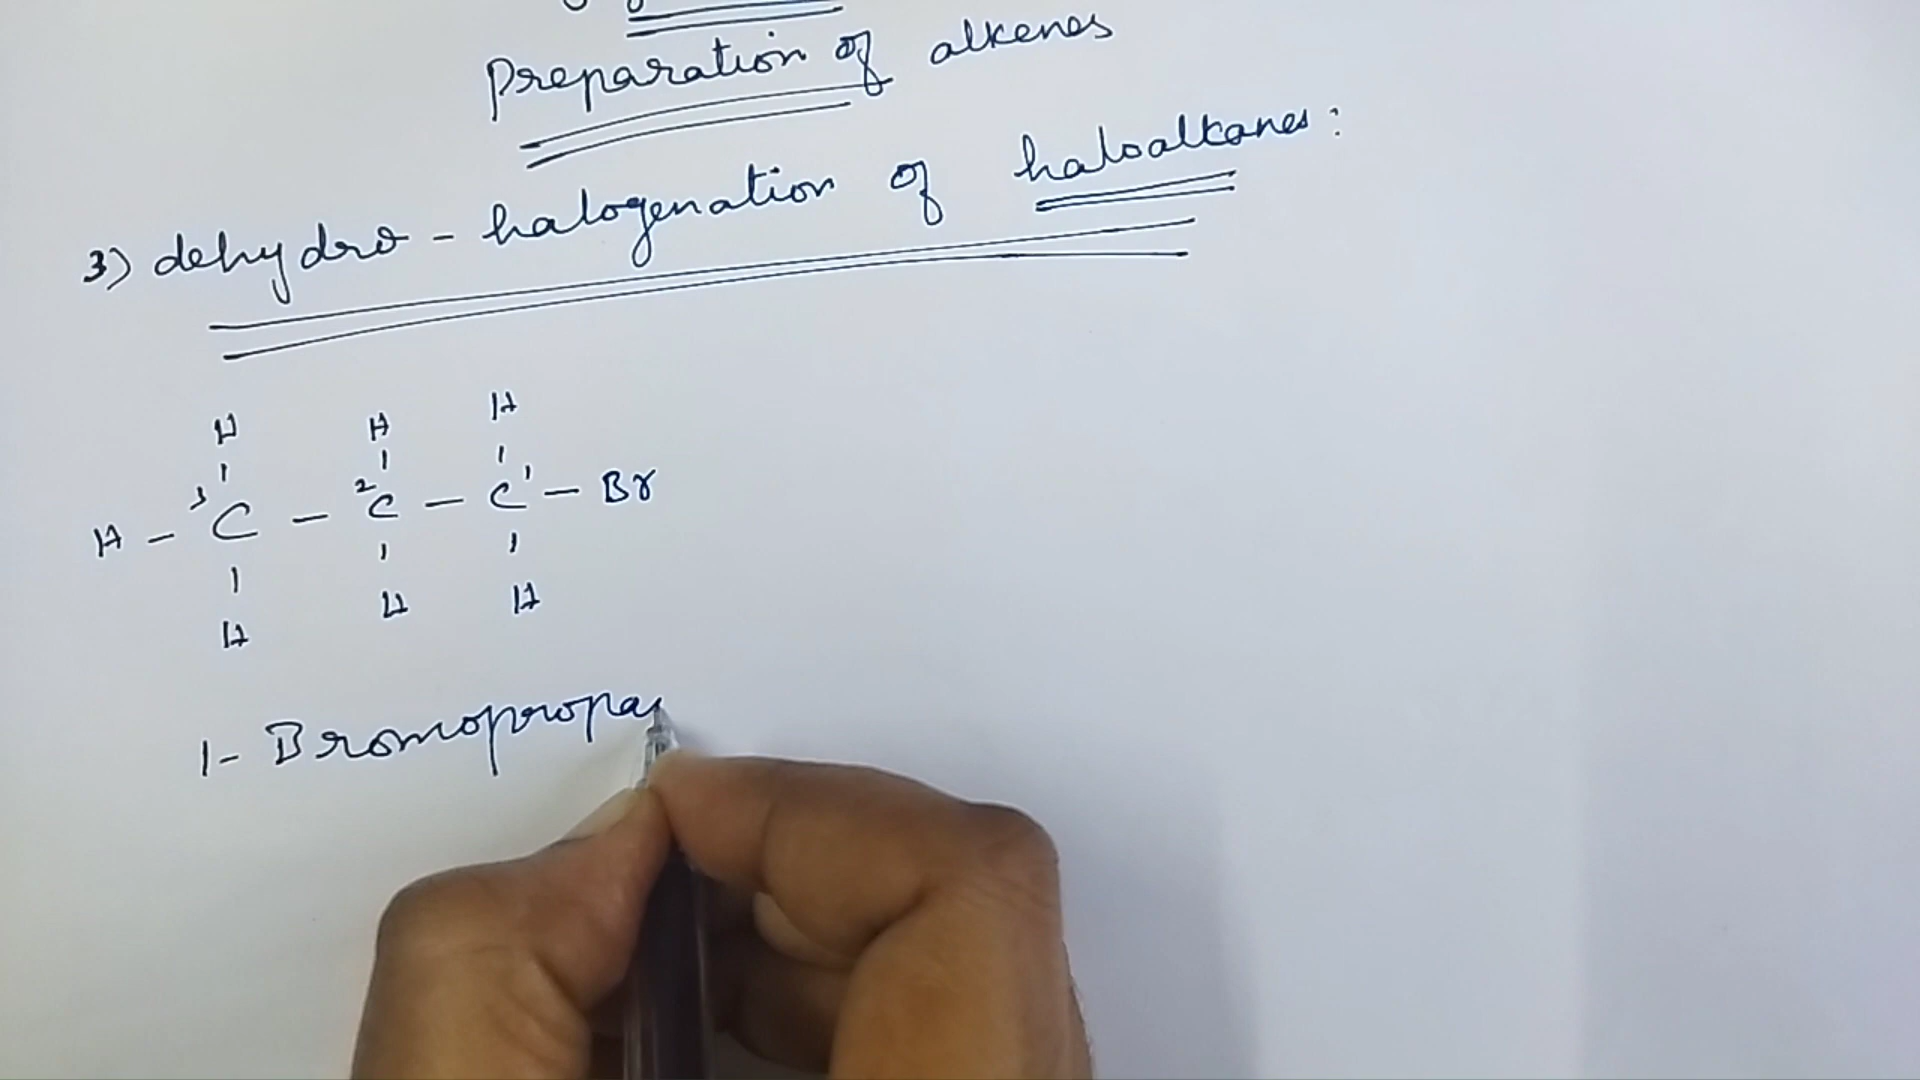 Preparation of alkenes
3) dehydro - halogenation of haloalkanes :
H H H
H - ³C - ²C - C¹ - Br
H H H
1- Bromopropa